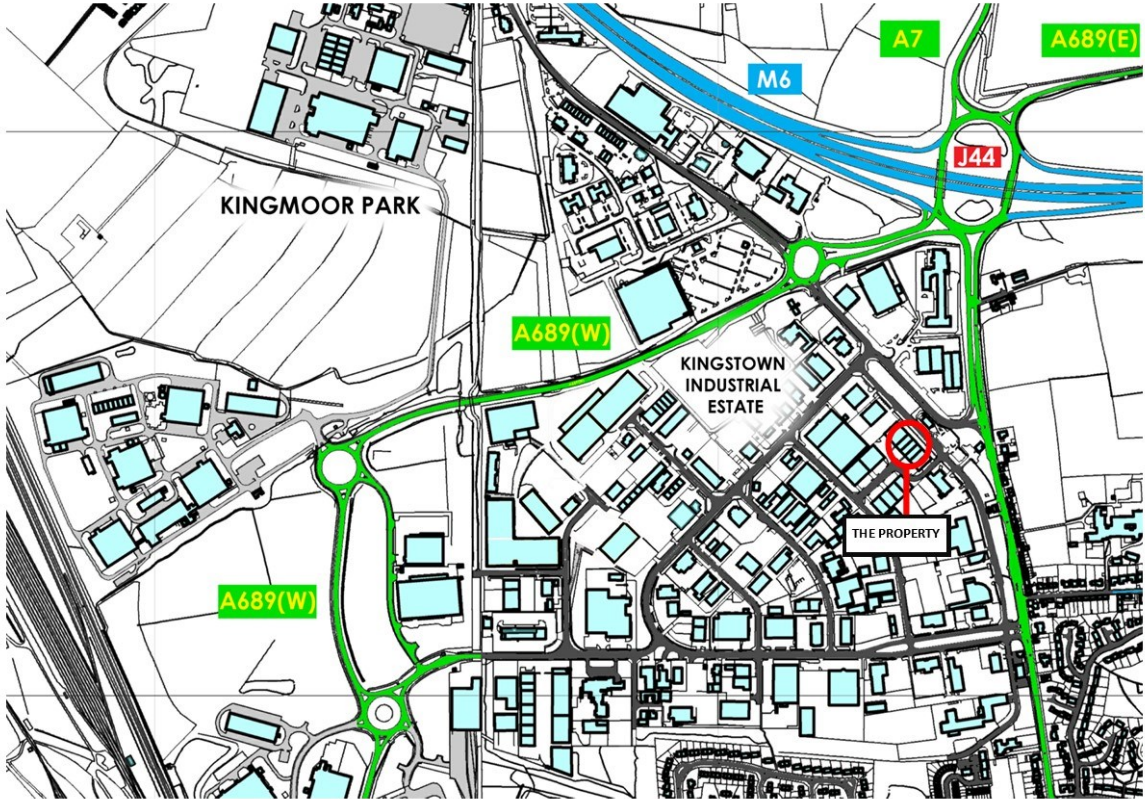 A7
A689(E)
M6
J44
KINGMOOR PARK
A689(W)
KINGSTOWN
INDUSTRIAL
ESTATE
THE PROPERTY
A689(W)